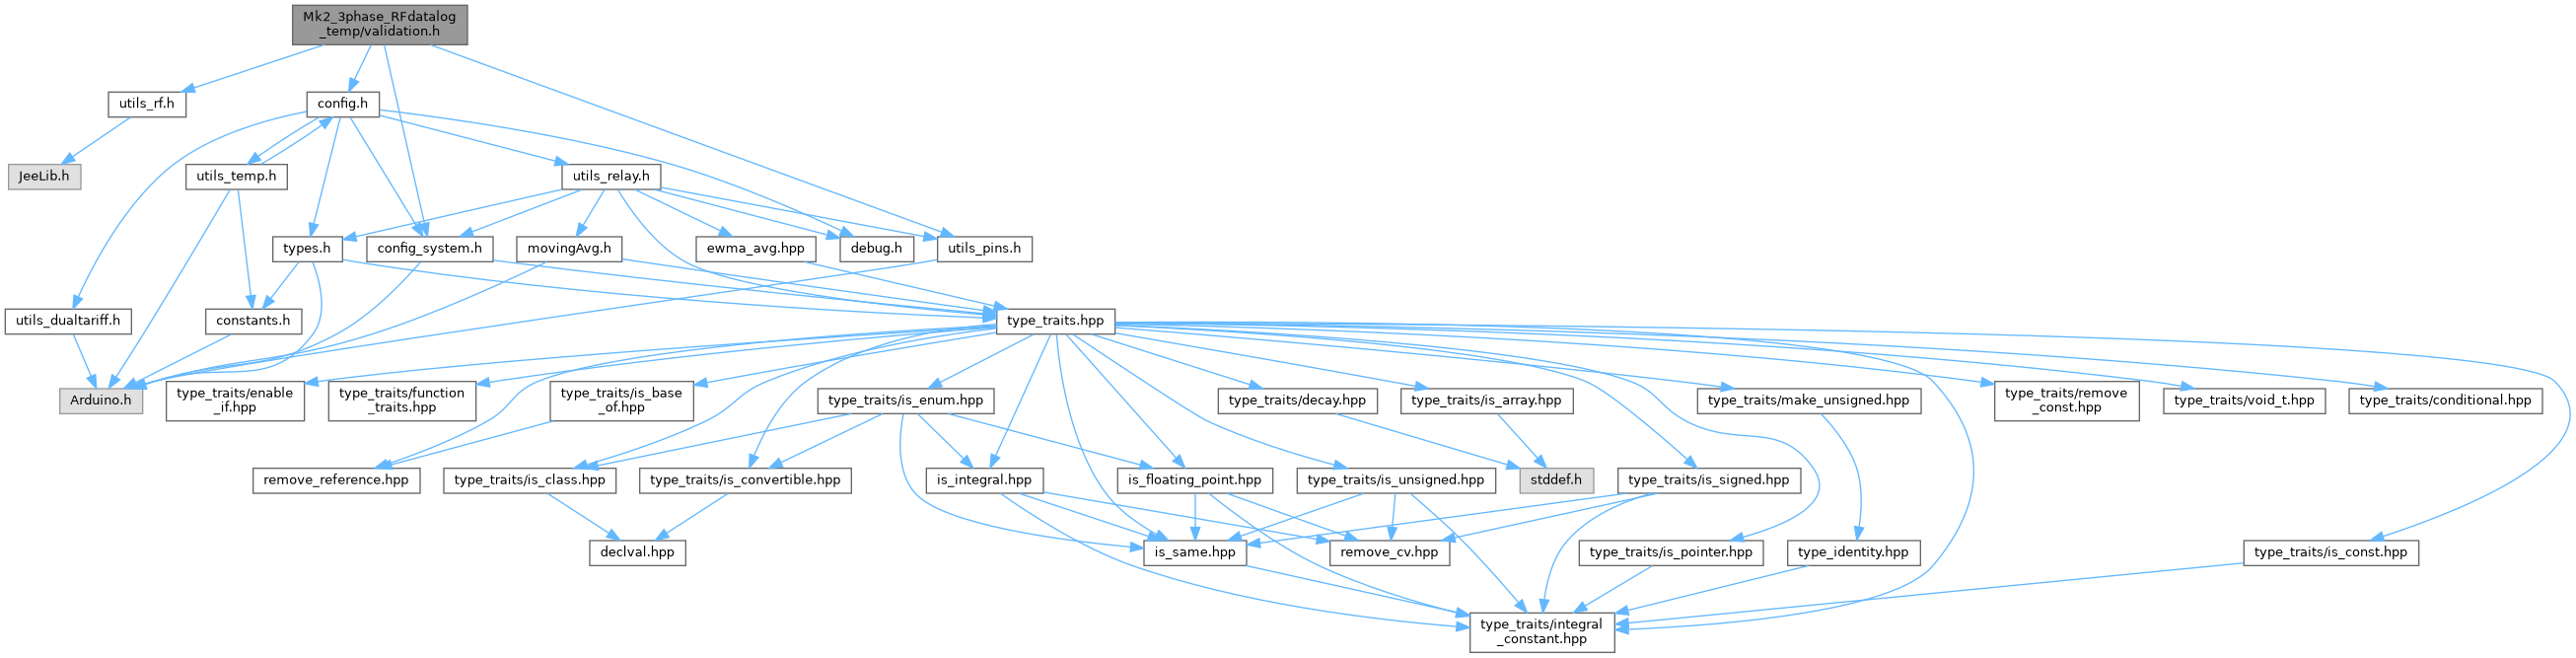 Mk2_3phase_RFdatalog
_temp/validation.h
utils_rf.h
config.h
JeeLib.h
utils_temp.h
utils_relay.h
types.h
config_system.h
movingAvg.h
ewma_avg.hpp
debug.h
utils_pins.h
utils_dualtariff.h
constants.h
type_traits.hpp
Arduino.h
type_traits/enable
_if.hpp
type_traits/function
_traits.hpp
type_traits/is_base
_of.hpp
type_traits/is_enum.hpp
type_traits/decay.hpp
type_traits/is_array.hpp
type_traits/make_unsigned.hpp
type_traits/remove
_const.hpp
type_traits/void_t.hpp
type_traits/conditional.hpp
remove_reference.hpp
type_traits/is_class.hpp
type_traits/is_convertible.hpp
is_integral.hpp
is_floating_point.hpp
type_traits/is_unsigned.hpp
stddef.h
type_traits/is_signed.hpp
declval.hpp
is_same.hpp
remove_cv.hpp
type_traits/is_pointer.hpp
type_identity.hpp
type_traits/is_const.hpp
type_traits/integral
_constant.hpp